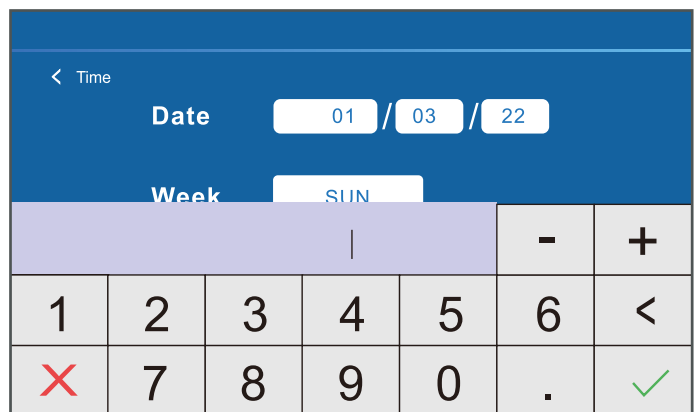 < Time
Date 01 / 03 / 22
Week SUN
- +
1 2 3 4 5 6 <
7 8 9 0 .